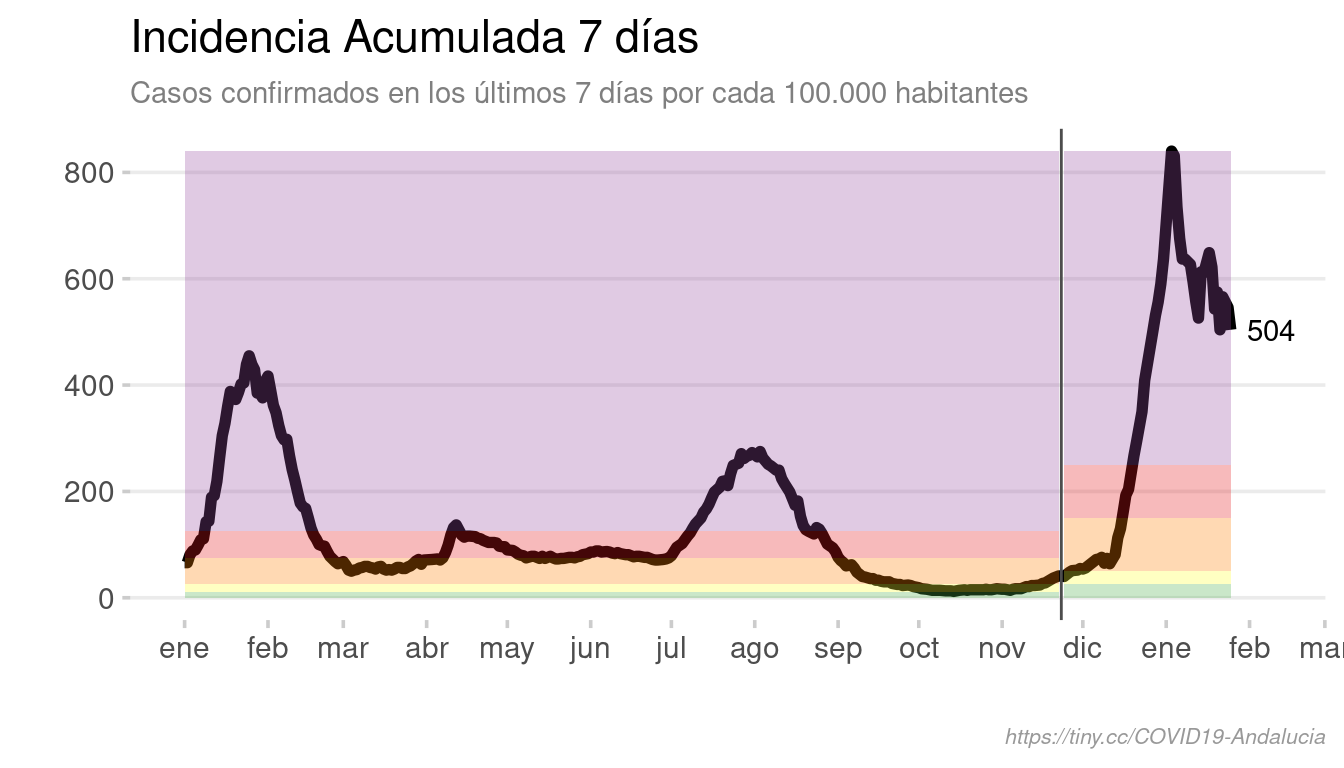 Incidencia Acumulada 7 días
Casos confirmados en los últimos 7 días por cada 100.000 habitantes
800
600
504
400
200
0
ene feb mar abr may jun jul ago sep oct nov dic ene feb mar
https://tiny.cc/COVID19-Andalucia